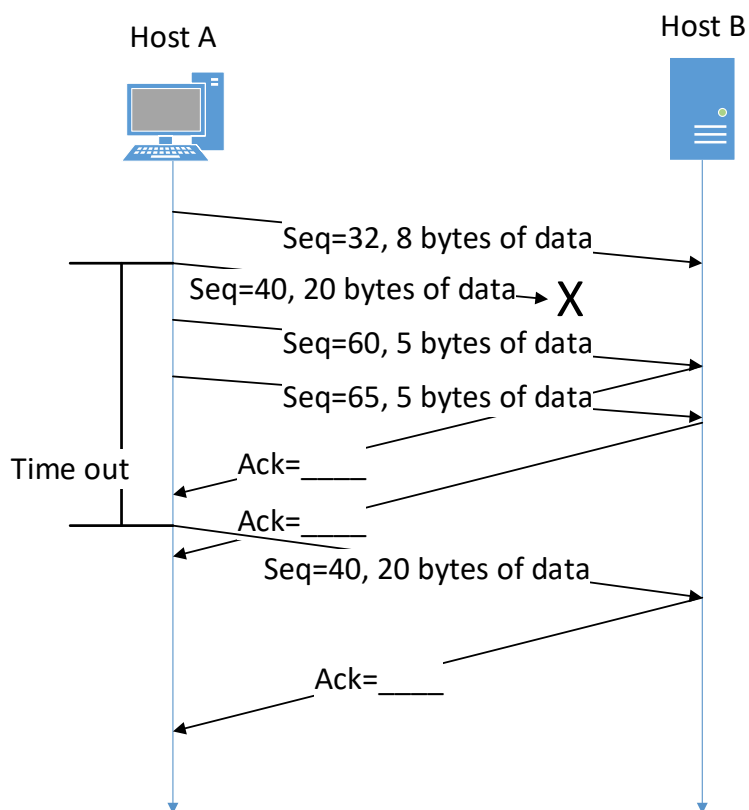 Host A
Host B
Seq=32, 8 bytes of data
Seq=40, 20 bytes of data
X
Seq=60, 5 bytes of data
Seq=65, 5 bytes of data
Time out
Ack=____
Ack=____
Seq=40, 20 bytes of data
Ack=____